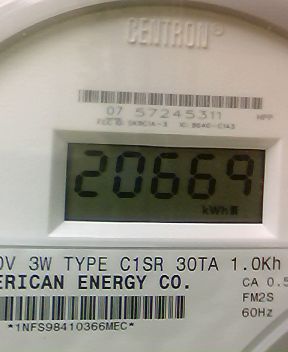 CENTRON®
07 57245311
HPP
20669
kWh
0V 3W TYPE C1SR 30TA 1.0Kh
ERICAN ENERGY CO.
CA 0.5
FM2S
60Hz
*1NFS98410366MEC*